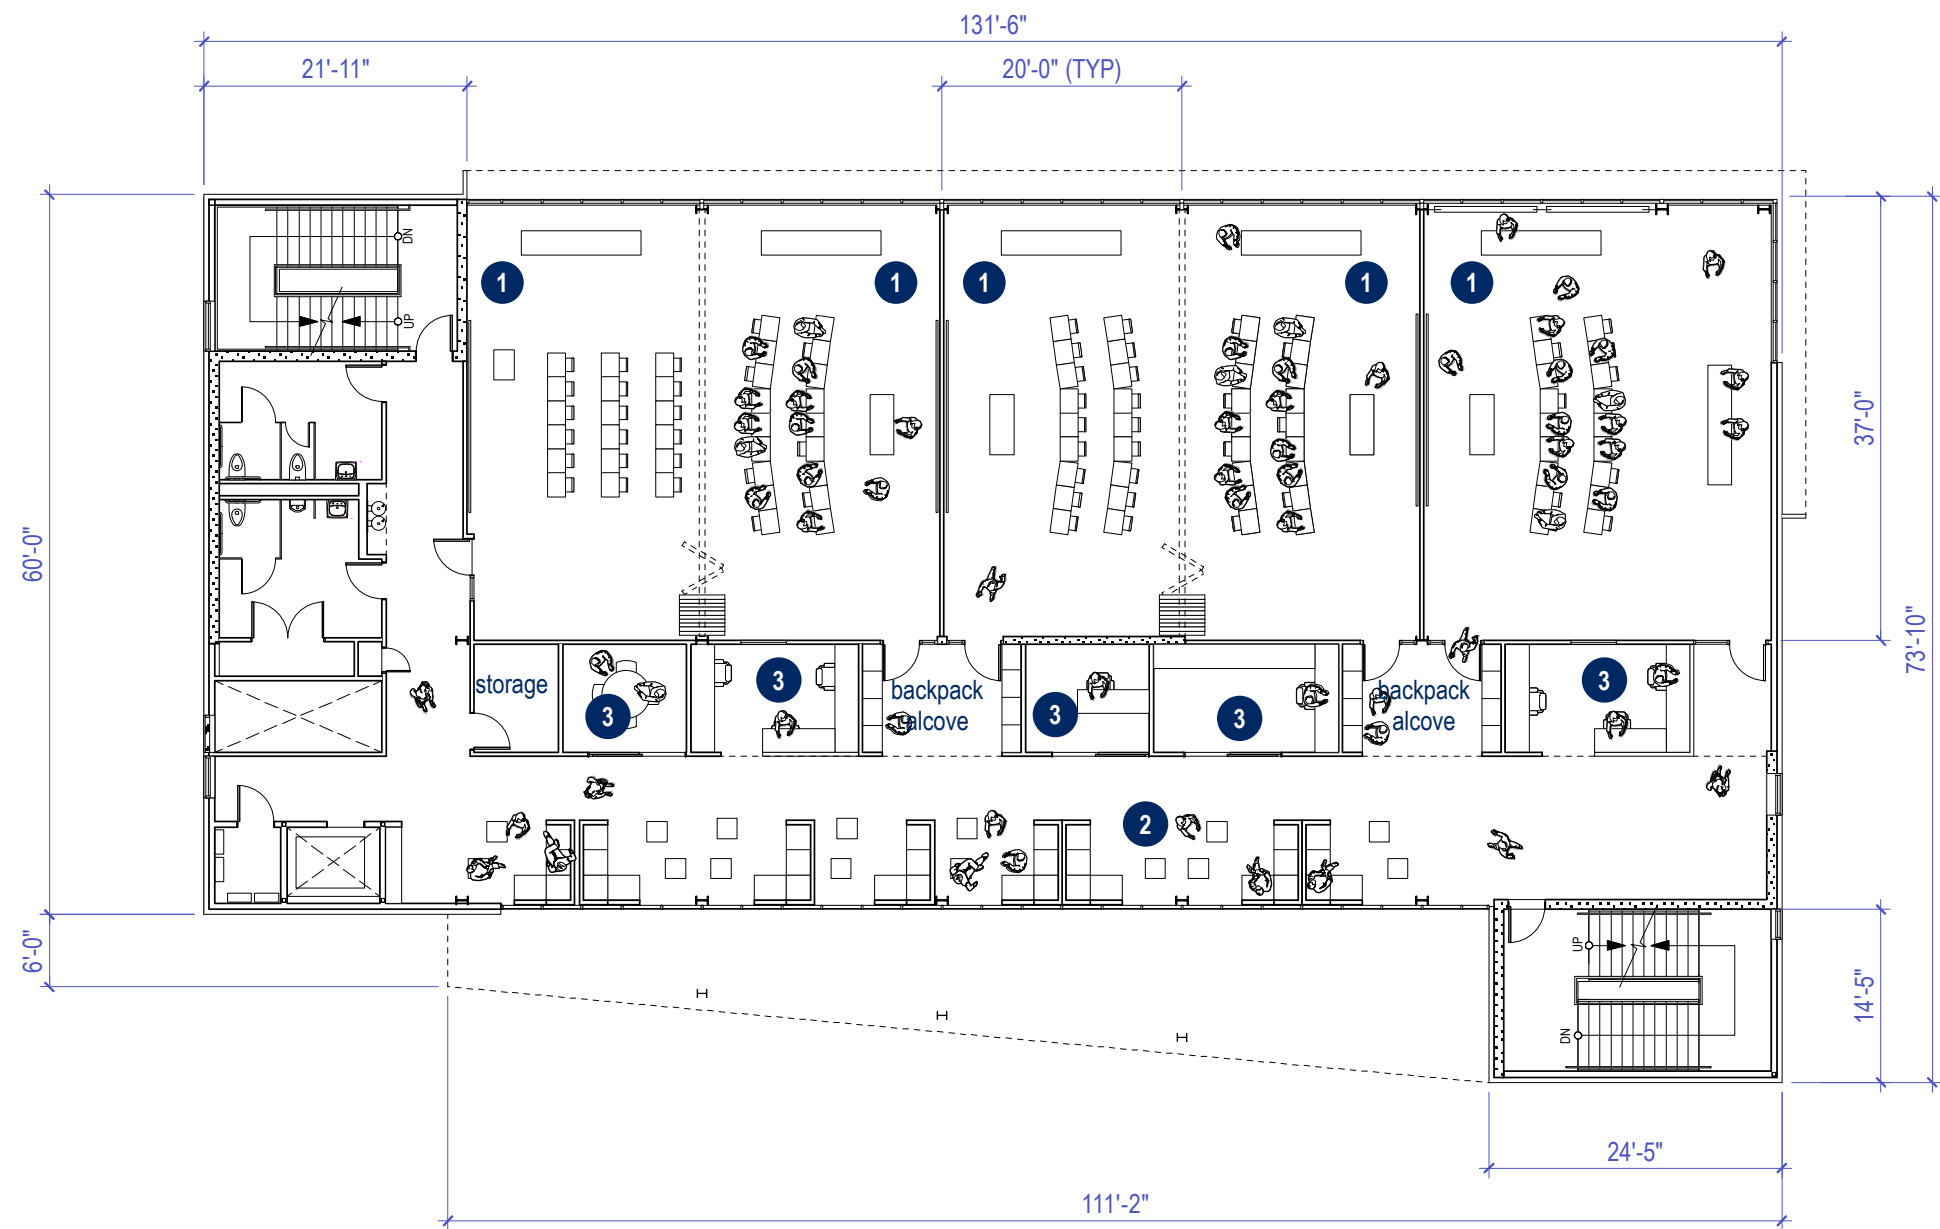 131'-6"
21'-11"
20'-0" (TYP)
DN
UP
1
1
1
1
1
60'-0"
37'-0"
73'-10"
storage
3
3
backpack
alcove
3
3
backpack
alcove
3
2
6'-0"
UP
DN
14'-5"
24'-5"
111'-2"